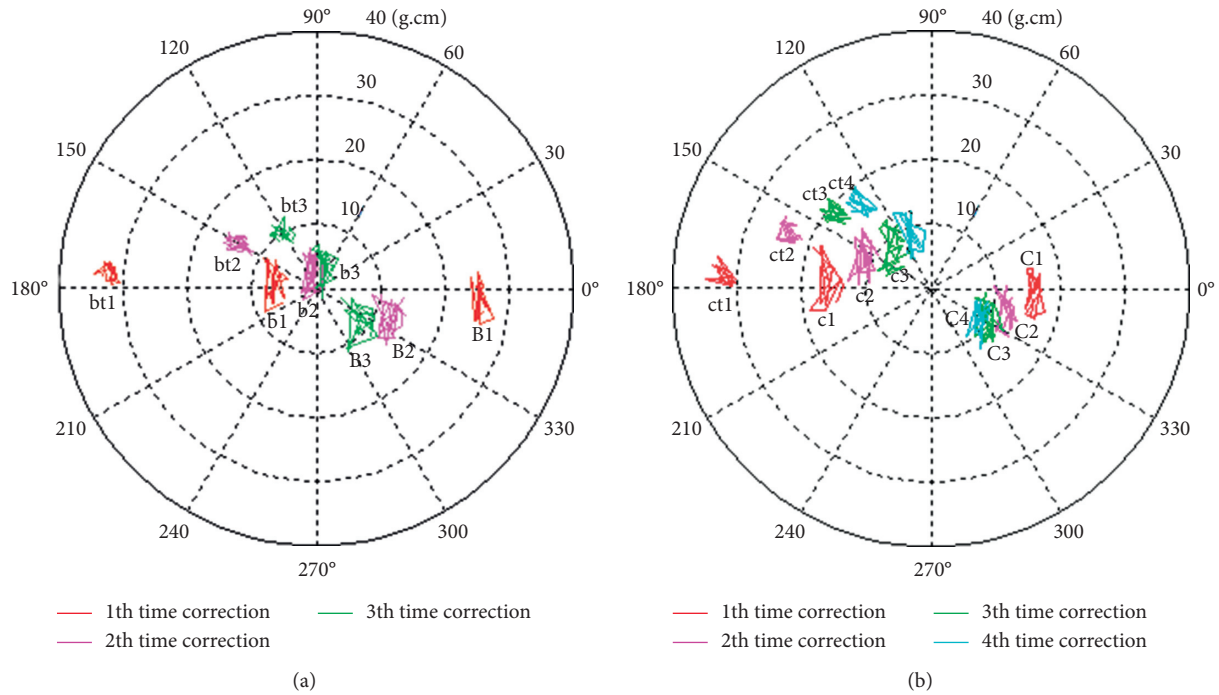 90° 40 (g.cm)
120 60
30
150 20 30
10
bt3
bt2 b3
bt1
180° 0°
b1 b2 B1
B3 B2
210 330
240 300
270°
1th time correction 3th time correction
2th time correction
(a)
90° 40 (g.cm)
120 60
30
150 20 30
ct4
ct3 10
ct2
c3 C1
ct1 c2
180° 0°
c1 C4 C2
C3
210 330
240 300
270°
1th time correction 3th time correction
2th time correction 4th time correction
(b)